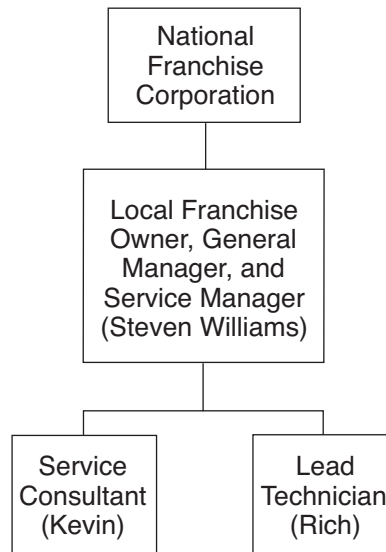 National
Franchise
Corporation
Local Franchise
Owner, General
Manager, and
Service Manager
(Steven Williams)
Service
Consultant
(Kevin)
Lead
Technician
(Rich)